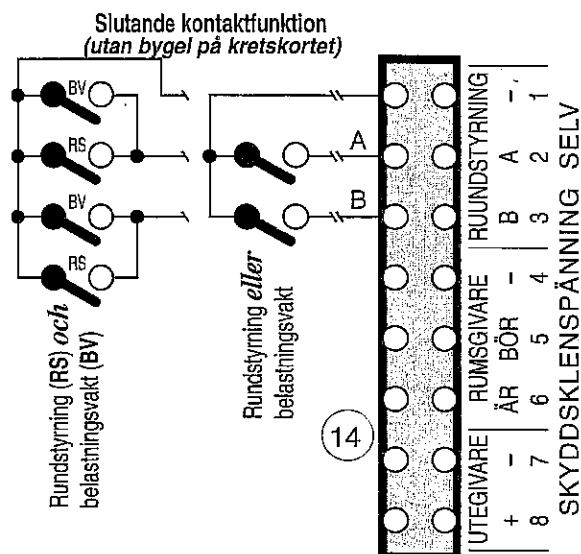 Slutande kontaktfunktion
(utan bygel på kretskortet)
BV
RS
BV
RS
A
B
Rundstyrning (RS) och
belastningsvakt (BV)
Rundstyrning eller
belastningsvakt
14
RUUNDSTYRNING
- 1
A 2
B 3
RUMSGIVARE
- 4
BÖR 5
ÄR 6
UTEGIVARE
- 7
+ 8
SKYDDSKLENSPÄNNING SELV